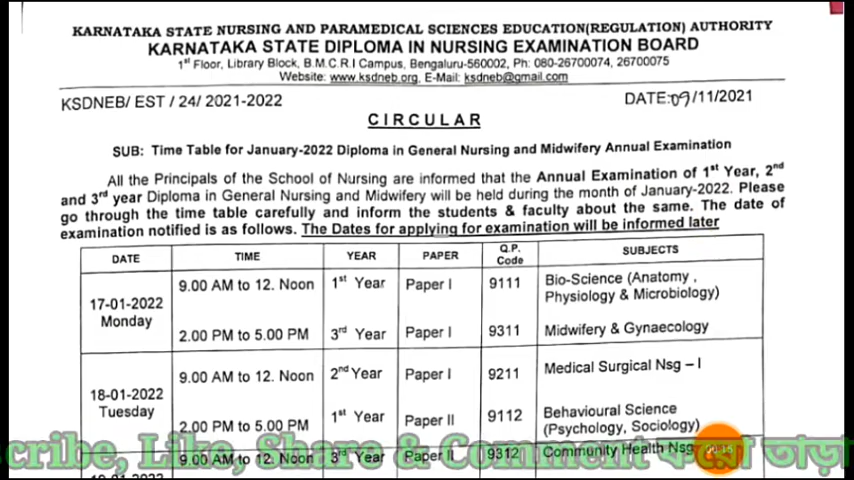 KARNATAKA STATE NURSING AND PARAMEDICAL SCIENCES EDUCATION(REGULATION) AUTHORITY
KARNATAKA STATE DIPLOMA IN NURSING EXAMINATION BOARD
1st Floor, Library Block, B.M.C.R.I Campus, Bengaluru-560002, Ph: 080-26700074, 26700075
Website: www.ksdneb.org, E-Mail: ksdneb@gmail.com
KSDNEB/ EST / 24/ 2021-2022 DATE:09/11/2021
CIRCULAR
SUB: Time Table for January-2022 Diploma in General Nursing and Midwifery Annual Examination
All the Principals of the School of Nursing are informed that the Annual Examination of 1st Year, 2nd
and 3rd year Diploma in General Nursing and Midwifery will be held during the month of January-2022. Please
go through the time table carefully and inform the students & faculty about the same. The date of
examination notified is as follows. The Dates for applying for examination will be informed later
DATE TIME YEAR PAPER Q.P. Code SUBJECTS
17-01-2022 Monday
9.00 AM to 12. Noon 1st Year Paper I 9111 Bio-Science (Anatomy , Physiology & Microbiology)
2.00 PM to 5.00 PM 3rd Year Paper I 9311 Midwifery & Gynaecology
18-01-2022 Tuesday
9.00 AM to 12. Noon 2nd Year Paper I 9211 Medical Surgical Nsg – I
2.00 PM to 5.00 PM 1st Year Paper II 9112 Behavioural Science (Psychology, Sociology)
9.00 AM to 12. Noon 3rd Year Paper II 9312 Community Health Nsg
cribe, Like, Share & Comment করো তাড়া